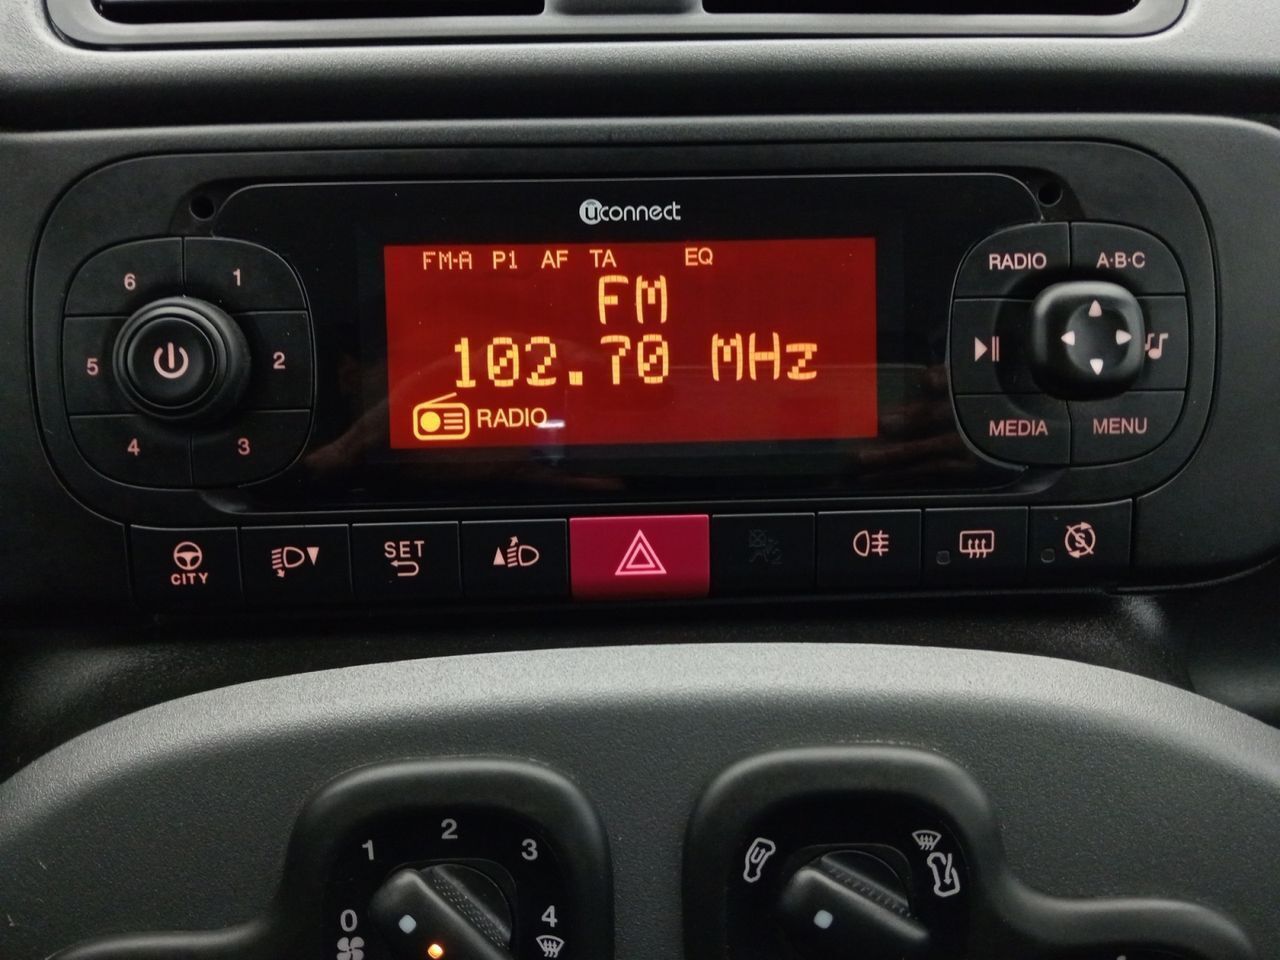 uconnect
FM-A P1 AF TA EQ
FM
102.70 MHz
RADIO
6 1
5 2
4 3
RADIO A·B·C
MEDIA MENU
CITY
SET
0 1 2 3 4